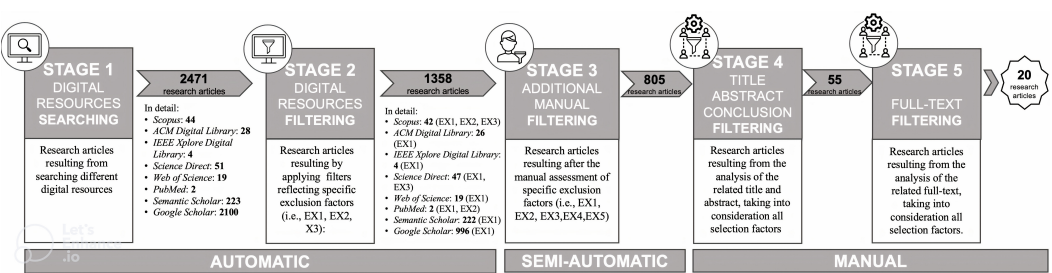 STAGE 1
DIGITAL
RESOURCES
SEARCHING
Research articles
resulting from
searching different
digital resources
2471
research articles
In detail:
• Scopus: 44
• ACM Digital Library: 28
• IEEE Xplore Digital
Library: 4
• Science Direct: 51
• Web of Science: 19
• PubMed: 2
• Semantic Scholar: 223
• Google Scholar: 2100
STAGE 2
DIGITAL
RESOURCES
FILTERING
Research articles
resulting by
applying filters
reflecting specific
exclusion factors
(i.e., EX1, EX2,
X3):
1358
research articles
In detail:
• Scopus: 42 (EX1, EX2, EX3)
• ACM Digital Library: 26
(EX1)
• IEEE Xplore Digital Library:
4 (EX1)
• Science Direct: 47 (EX1,
EX3)
• Web of Science: 19 (EX1)
• PubMed: 2 (EX1, EX2)
• Semantic Scholar: 222 (EX1)
• Google Scholar: 996 (EX1)
STAGE 3
ADDITIONAL
MANUAL
FILTERING
Research articles
resulting after the
manual assessment of
specific exclusion
factors (i.e., EX1,
EX2, EX3,EX4,EX5)
805
research articles
STAGE 4
TITLE
ABSTRACT
CONCLUSION
FILTERING
Research articles
resulting from the
analysis of the
related title and
abstract, taking into
consideration all
selection factors
55
research articles
STAGE 5
FULL-TEXT
FILTERING
Research articles
resulting from the
analysis of the
related full-text,
taking into
consideration all
selection factors.
20
research
articles
AUTOMATIC
SEMI-AUTOMATIC
MANUAL
Let's
Enhance
.io